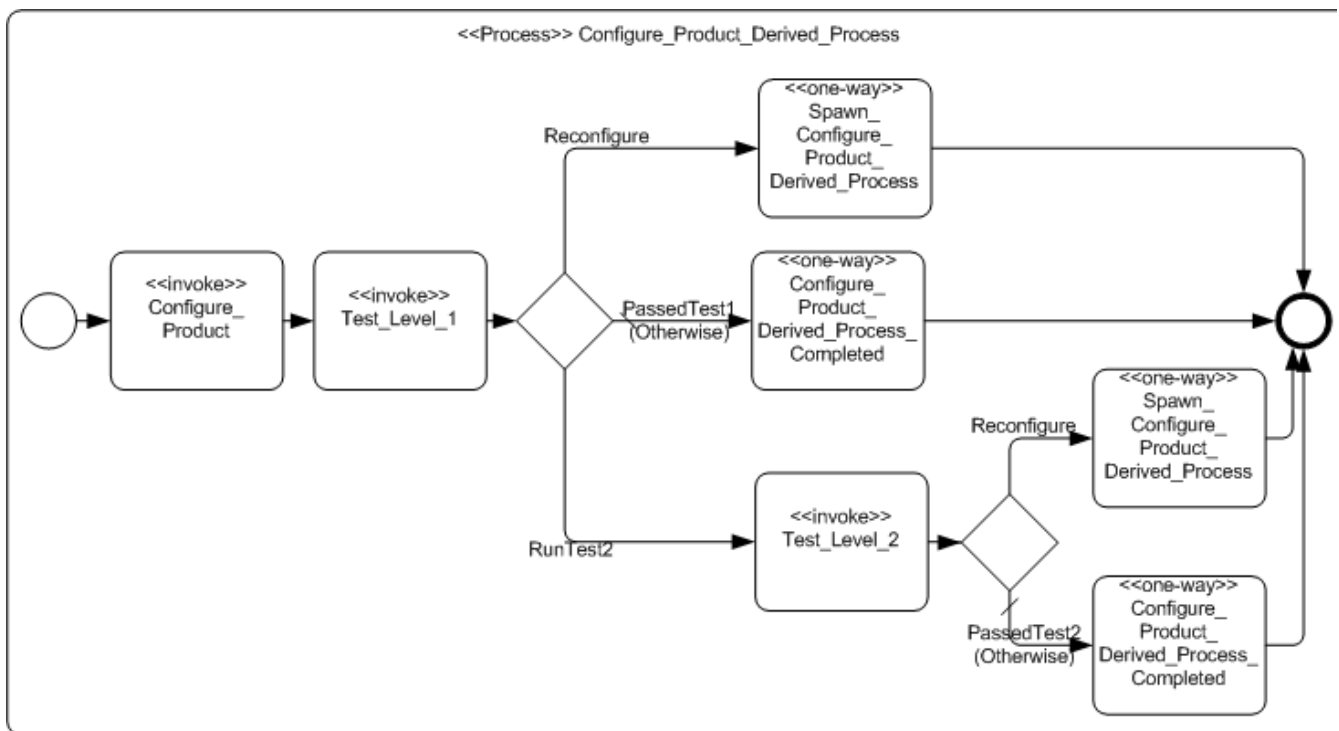 <<Process>> Configure_Product_Derived_Process
<<one-way>>
Spawn_
Configure_
Product_
Derived_Process
Reconfigure
<<invoke>>
Configure_
Product
<<invoke>>
Test_Level_1
PassedTest1
(Otherwise)
<<one-way>>
Configure_
Product_
Derived_Process_
Completed
RunTest2
<<invoke>>
Test_Level_2
Reconfigure
<<one-way>>
Spawn_
Configure_
Product_
Derived_Process
PassedTest2
(Otherwise)
<<one-way>>
Configure_
Product_
Derived_Process_
Completed